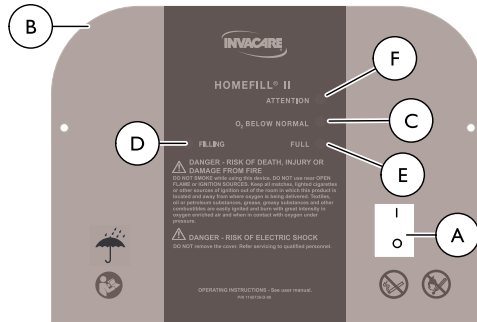 B
INVACARE
F
HOMEFILL® II
ATTENTION
C
O₂ BELOW NORMAL
D
FILLING
FULL
E
DANGER - RISK OF DEATH, INJURY OR
DAMAGE FROM FIRE
DO NOT SMOKE while using this device. DO NOT use near OPEN
FLAME or IGNITION SOURCES. Keep all matches, lighted cigarettes
or other sources of ignition out of the room in which this product is
located and away from where oxygen is being delivered. Textiles,
oil or petroleum substances, grease, greasy substances and other
combustibles are easily ignited and burn with great intensity in
oxygen enriched air and when in contact with oxygen under
pressure.
I
A
O
DANGER - RISK OF ELECTRIC SHOCK
DO NOT remove the cover. Refer servicing to qualified personnel.
OPERATING INSTRUCTIONS - See user manual.